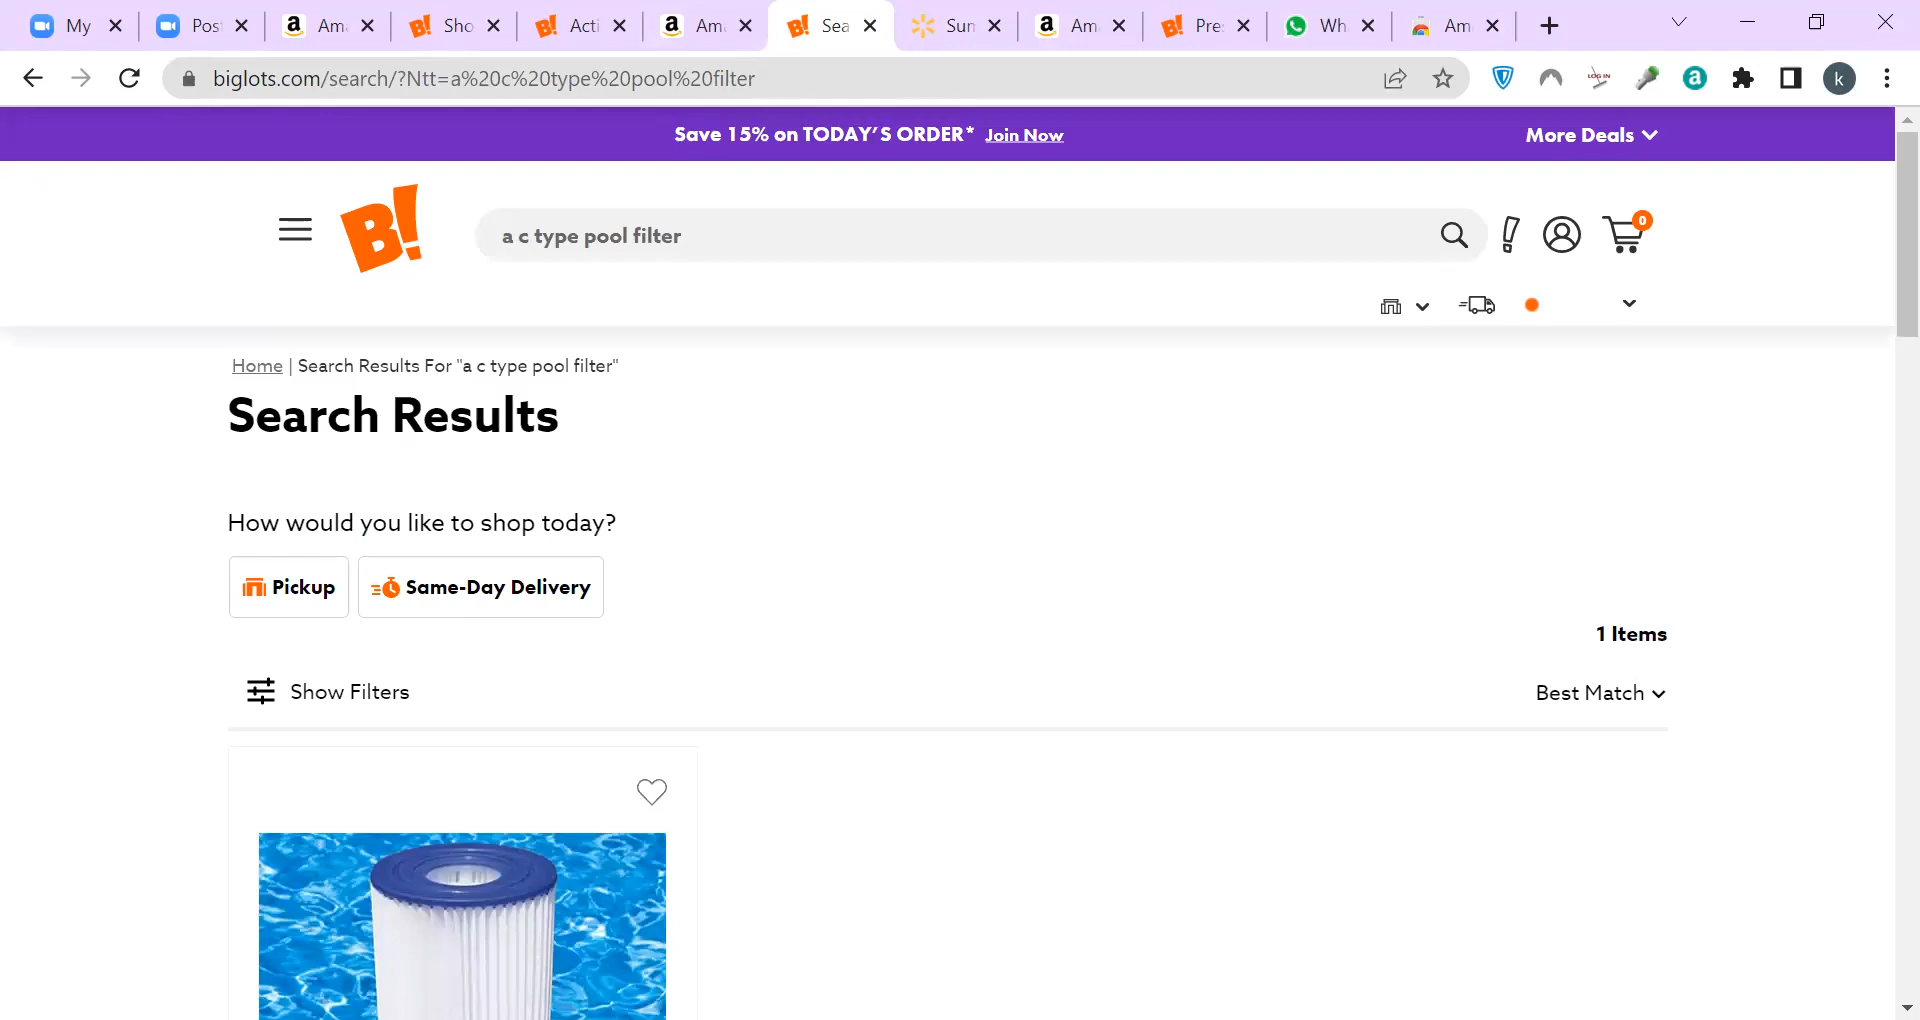 My
Pos
Am
Sho
Acti
Am
Sea
Sun
Am
Pre
Wh
Am
biglots.com/search/?Ntt=a%20c%20type%20pool%20filter
LOG IN
a
k
Save 15% on TODAY'S ORDER* Join Now
More Deals
B!
a c type pool filter
0
Home | Search Results For "a c type pool filter"
Search Results
How would you like to shop today?
Pickup
Same-Day Delivery
1 Items
Show Filters
Best Match